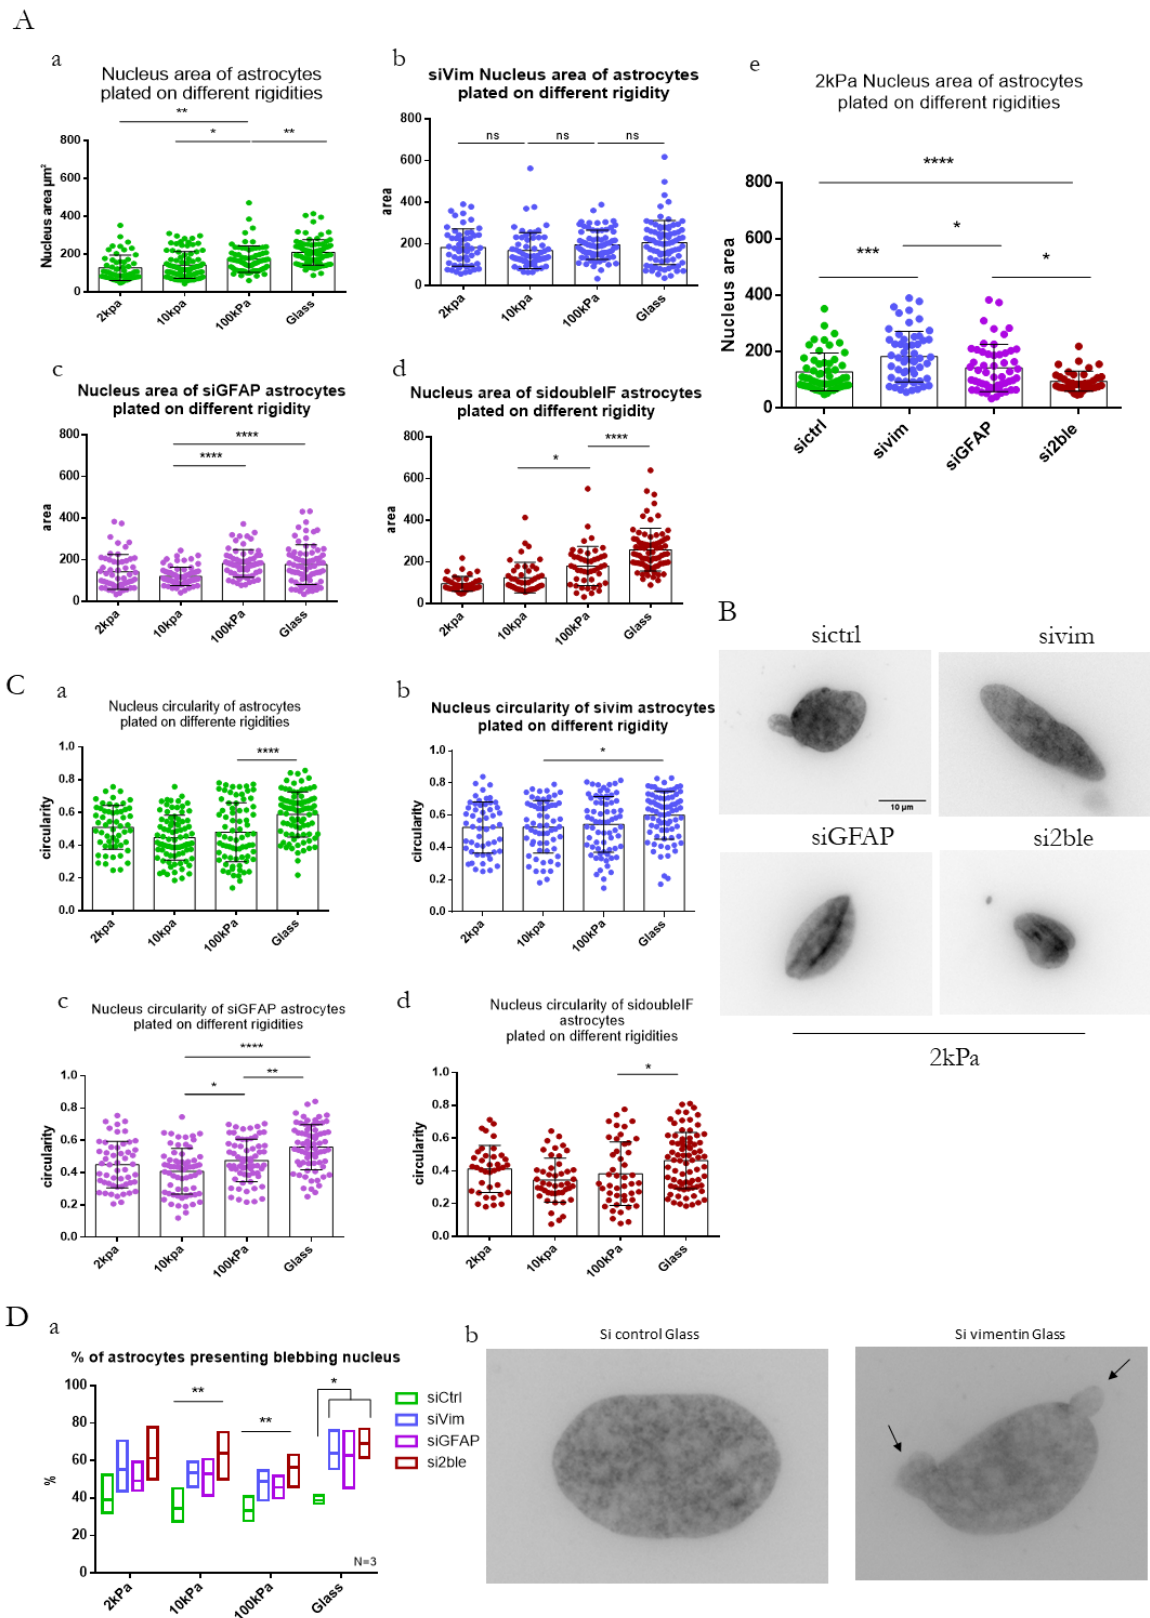 A
a
Nucleus area of astrocytes
plated on different rigidities
**
*
**
Nucleus area µm²
800
600
400
200
0
2kpa
10kpa
100kPa
Glass
b
siVim Nucleus area of astrocytes
plated on different rigidity
ns
ns
ns
area
800
600
400
200
0
2kpa
10kpa
100kPa
Glass
e
2kPa Nucleus area of astrocytes
plated on different rigidities
****
*
***
*
Nucleus area
800
600
400
200
0
sictrl
sivim
siGFAP
si2ble
c
Nucleus area of siGFAP astrocytes
plated on different rigidity
****
****
area
800
600
400
200
0
2kpa
10kpa
100kPa
Glass
d
Nucleus area of sidoubleIF astrocytes
plated on different rigidity
****
*
area
800
600
400
200
0
2kpa
10kpa
100kPa
Glass
B
sictrl
sivim
10 µm
siGFAP
si2ble
2kPa
C
a
Nucleus circularity of astrocytes
plated on differente rigidities
****
circularity
1.0
0.8
0.6
0.4
0.2
0.0
2kpa
10kpa
100kPa
Glass
b
Nucleus circularity of sivim astrocytes
plated on different rigidity
*
circularity
1.0
0.8
0.6
0.4
0.2
0.0
2kpa
10kpa
100kPa
Glass
c
Nucleus circularity of siGFAP astrocytes
plated on different rigidities
****
**
*
circularity
1.0
0.8
0.6
0.4
0.2
0.0
2kpa
10kpa
100kPa
Glass
d
Nucleus circularity of sidoubleIF
astrocytes
plated on different rigidities
*
circularity
1.0
0.8
0.6
0.4
0.2
0.0
2kpa
10kpa
100kPa
Glass
D
a
% of astrocytes presenting blebbing nucleus
**
**
*
%
100
80
60
40
20
0
2kPa
10kPa
100kPa
Glass
N=3
siCtrl
siVim
siGFAP
si2ble
b
Si control Glass
Si vimentin Glass